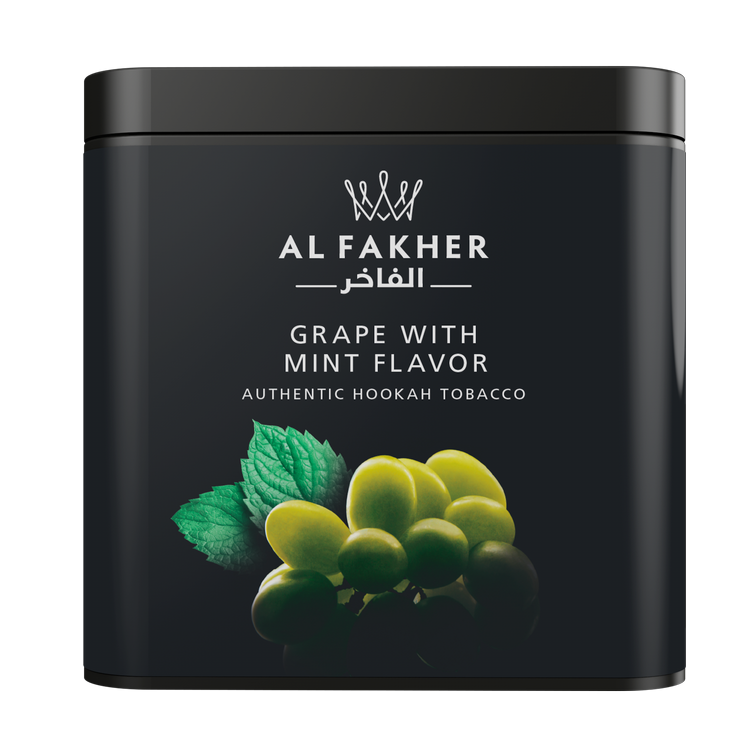 AL FAKHER
الفاخر
GRAPE WITH
MINT FLAVOR
AUTHENTIC HOOKAH TOBACCO